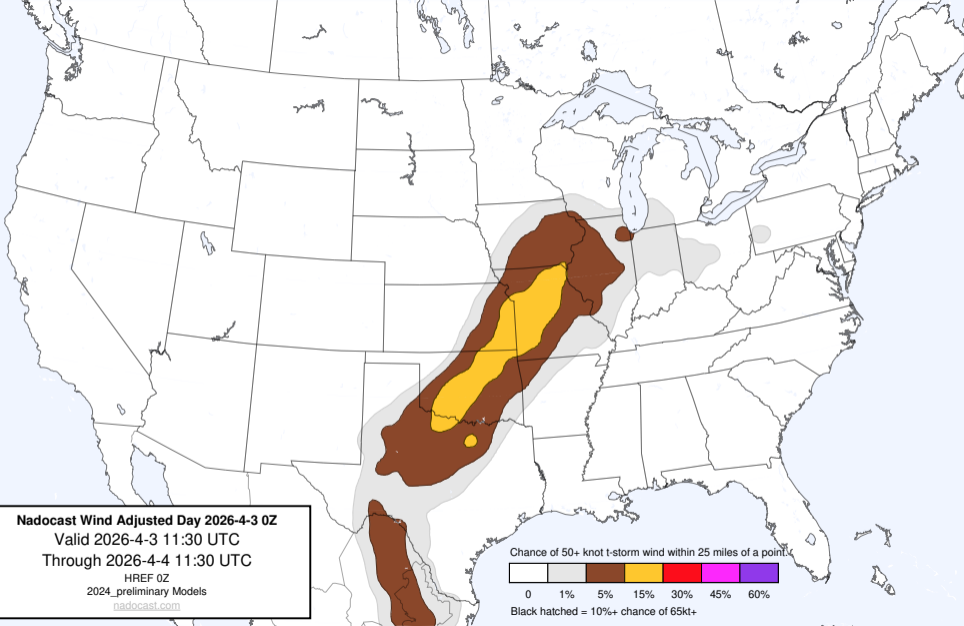 Nadocast Wind Adjusted Day 2026-4-3 0Z
Valid 2026-4-3 11:30 UTC
Through 2026-4-4 11:30 UTC
HREF 0Z
2024_preliminary Models
nadocast.com
Chance of 50+ knot t-storm wind within 25 miles of a point.
0 1% 5% 15% 30% 45% 60%
Black hatched = 10%+ chance of 65kt+